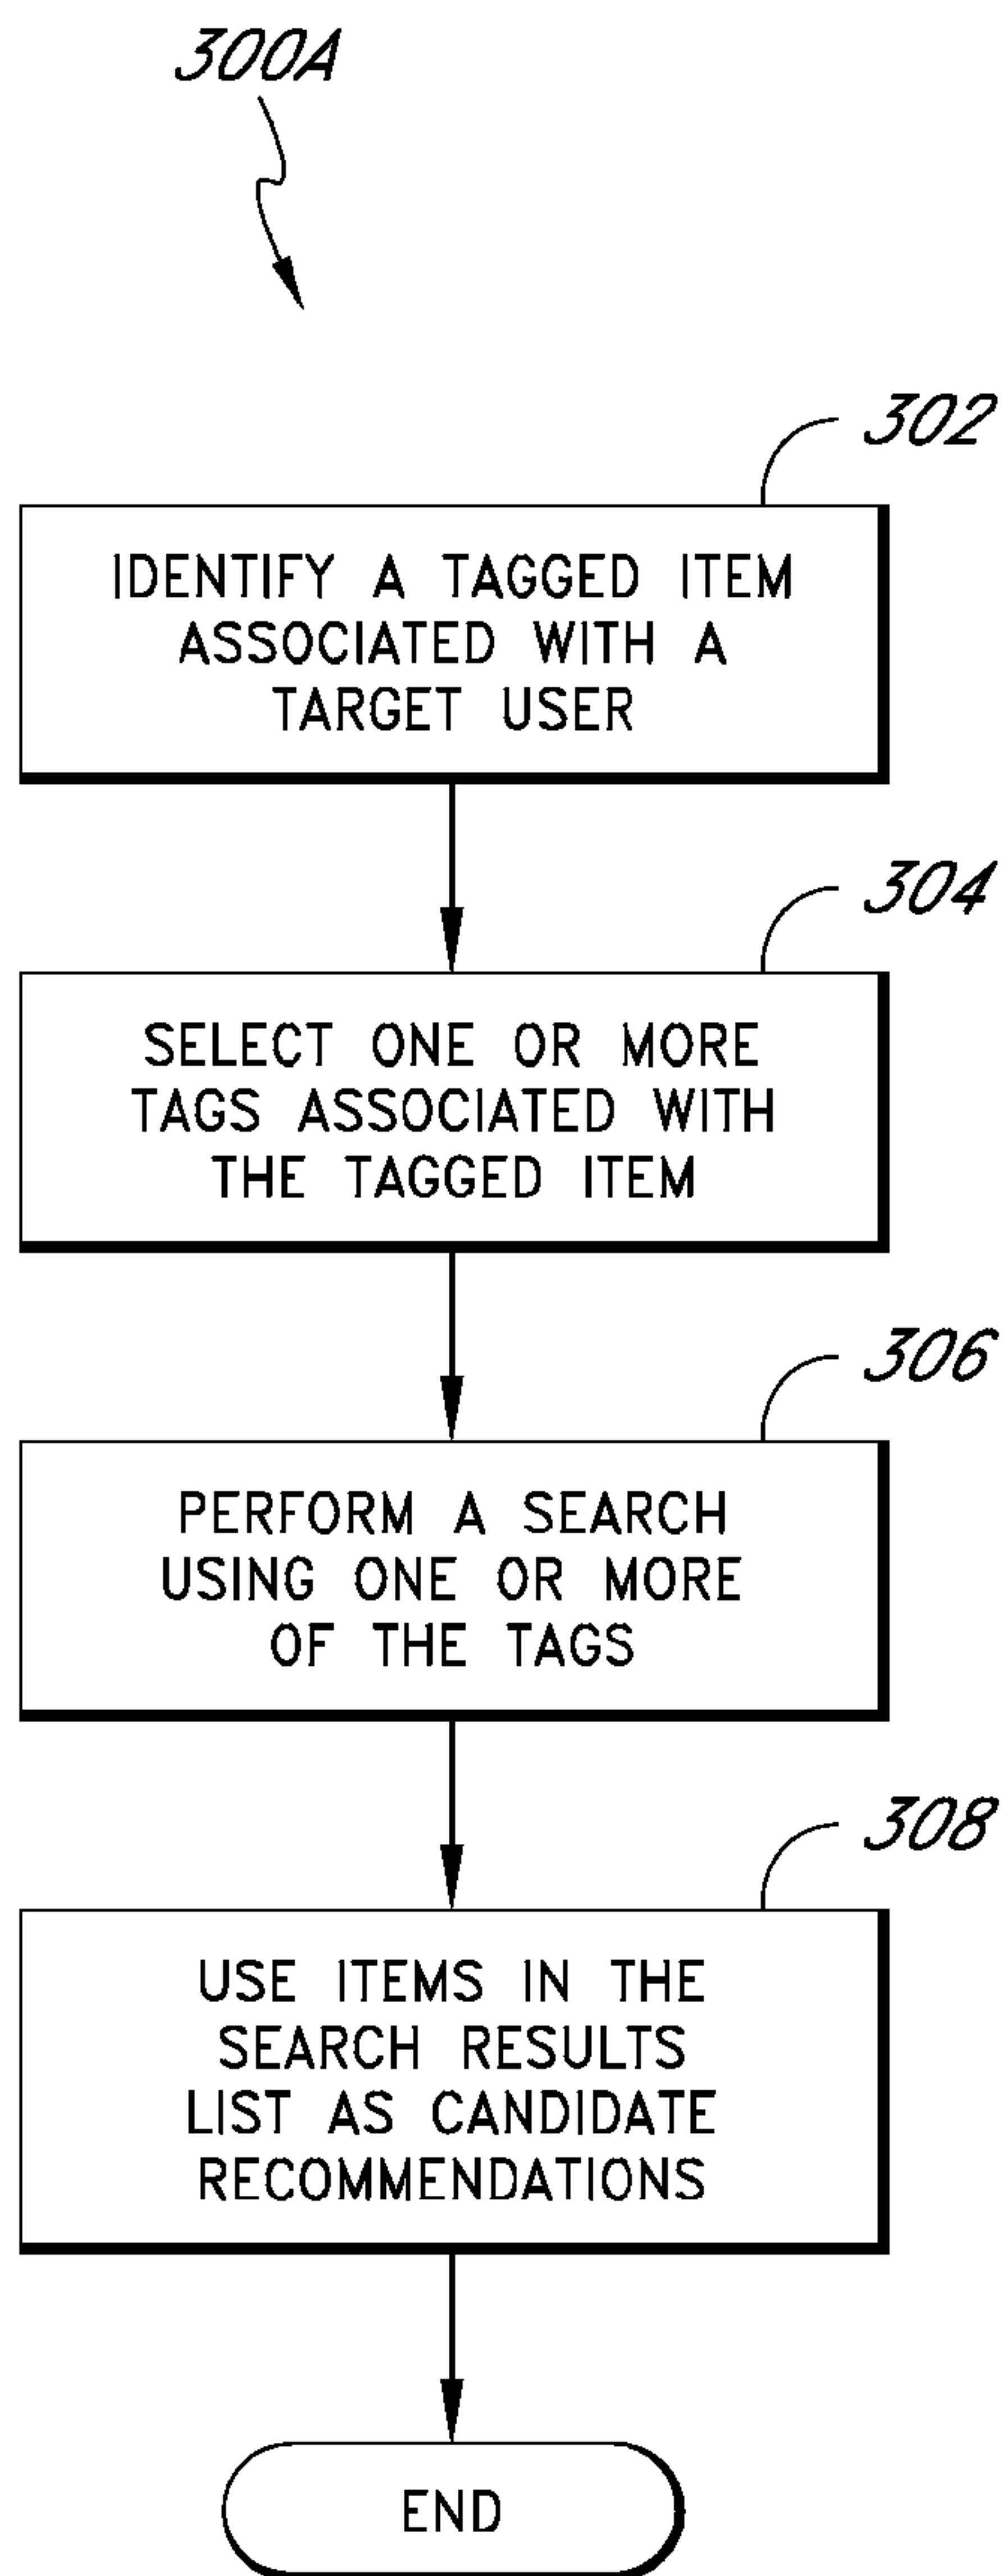 300A
302
IDENTIFY A TAGGED ITEM
ASSOCIATED WITH A
TARGET USER
304
SELECT ONE OR MORE
TAGS ASSOCIATED WITH
THE TAGGED ITEM
306
PERFORM A SEARCH
USING ONE OR MORE
OF THE TAGS
308
USE ITEMS IN THE
SEARCH RESULTS
LIST AS CANDIDATE
RECOMMENDATIONS
END